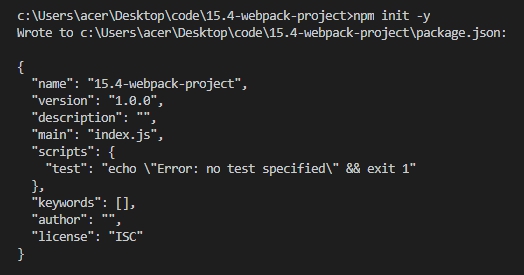 c:\Users\acer\Desktop\code\15.4-webpack-project>npm init -y
Wrote to c:\Users\acer\Desktop\code\15.4-webpack-project\package.json:

{
  "name": "15.4-webpack-project",
  "version": "1.0.0",
  "description": "",
  "main": "index.js",
  "scripts": {
    "test": "echo \"Error: no test specified\" && exit 1"
  },
  "keywords": [],
  "author": "",
  "license": "ISC"
}